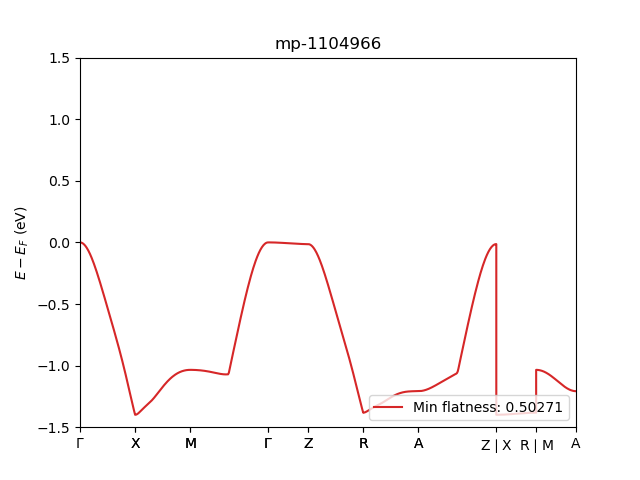 mp-1104966
E − E_F (eV)
1.5
1.0
0.5
0.0
−0.5
−1.0
−1.5
Min flatness: 0.50271
Γ X M Γ Z R A Z | X R | M A